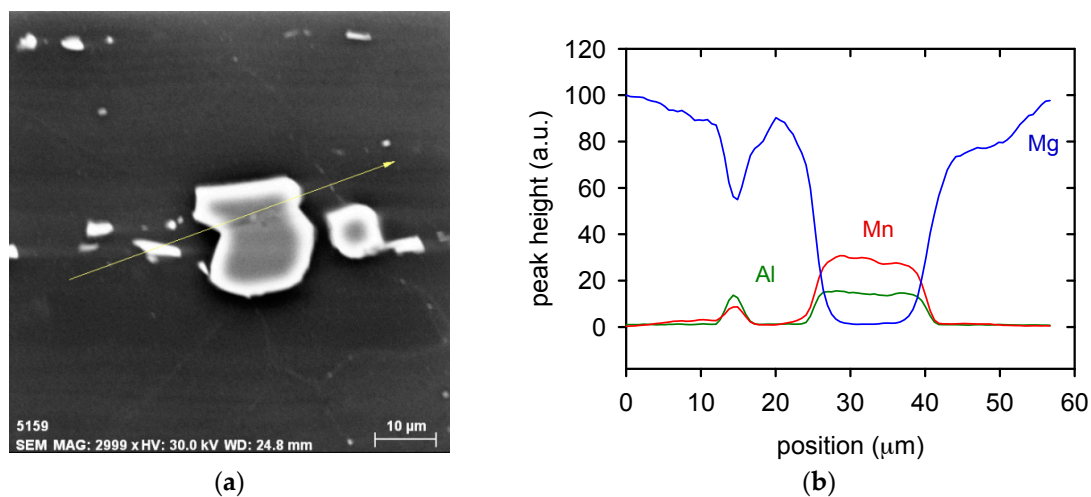 5159
SEM MAG: 2999 x HV: 30.0 kV WD: 24.8 mm
10 µm
(a)
120
100
80
60
40
20
0
peak height (a.u.)
Mg
Mn
Al
0 10 20 30 40 50 60
position (µm)
(b)